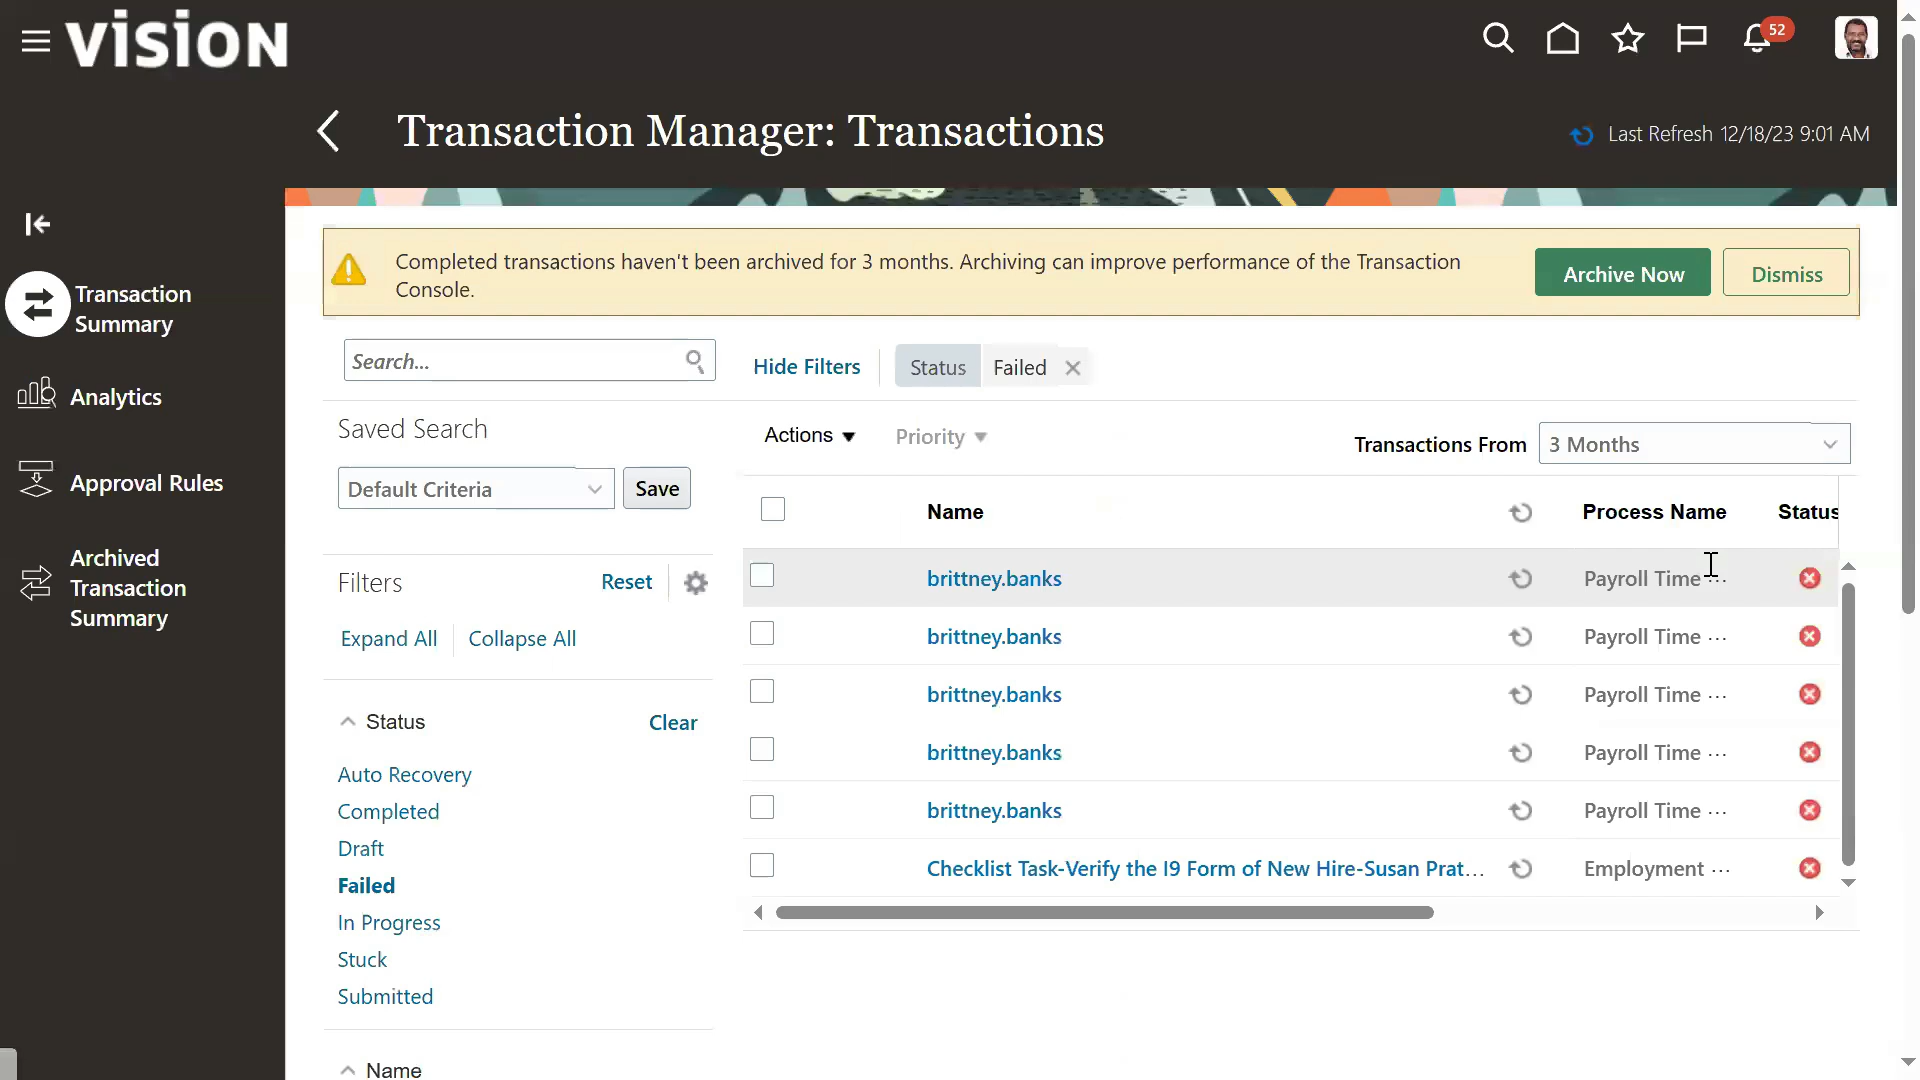 vision
52
Transaction Manager: Transactions
Last Refresh 12/18/23 9:01 AM
Transaction
Summary
Analytics
Approval Rules
Archived
Transaction
Summary
Completed transactions haven't been archived for 3 months. Archiving can improve performance of the Transaction
Console.
Archive Now
Dismiss
Search...
Hide Filters
Status
Failed
Saved Search
Default Criteria
Save
Filters
Reset
Expand All
Collapse All
Status
Clear
Auto Recovery
Completed
Draft
Failed
In Progress
Stuck
Submitted
Name
Actions
Priority
Transactions From
3 Months
Name Process Name Status
brittney.banks Payroll Time ...
brittney.banks Payroll Time ...
brittney.banks Payroll Time ...
brittney.banks Payroll Time ...
brittney.banks Payroll Time ...
Checklist Task-Verify the I9 Form of New Hire-Susan Prat... Employment ...